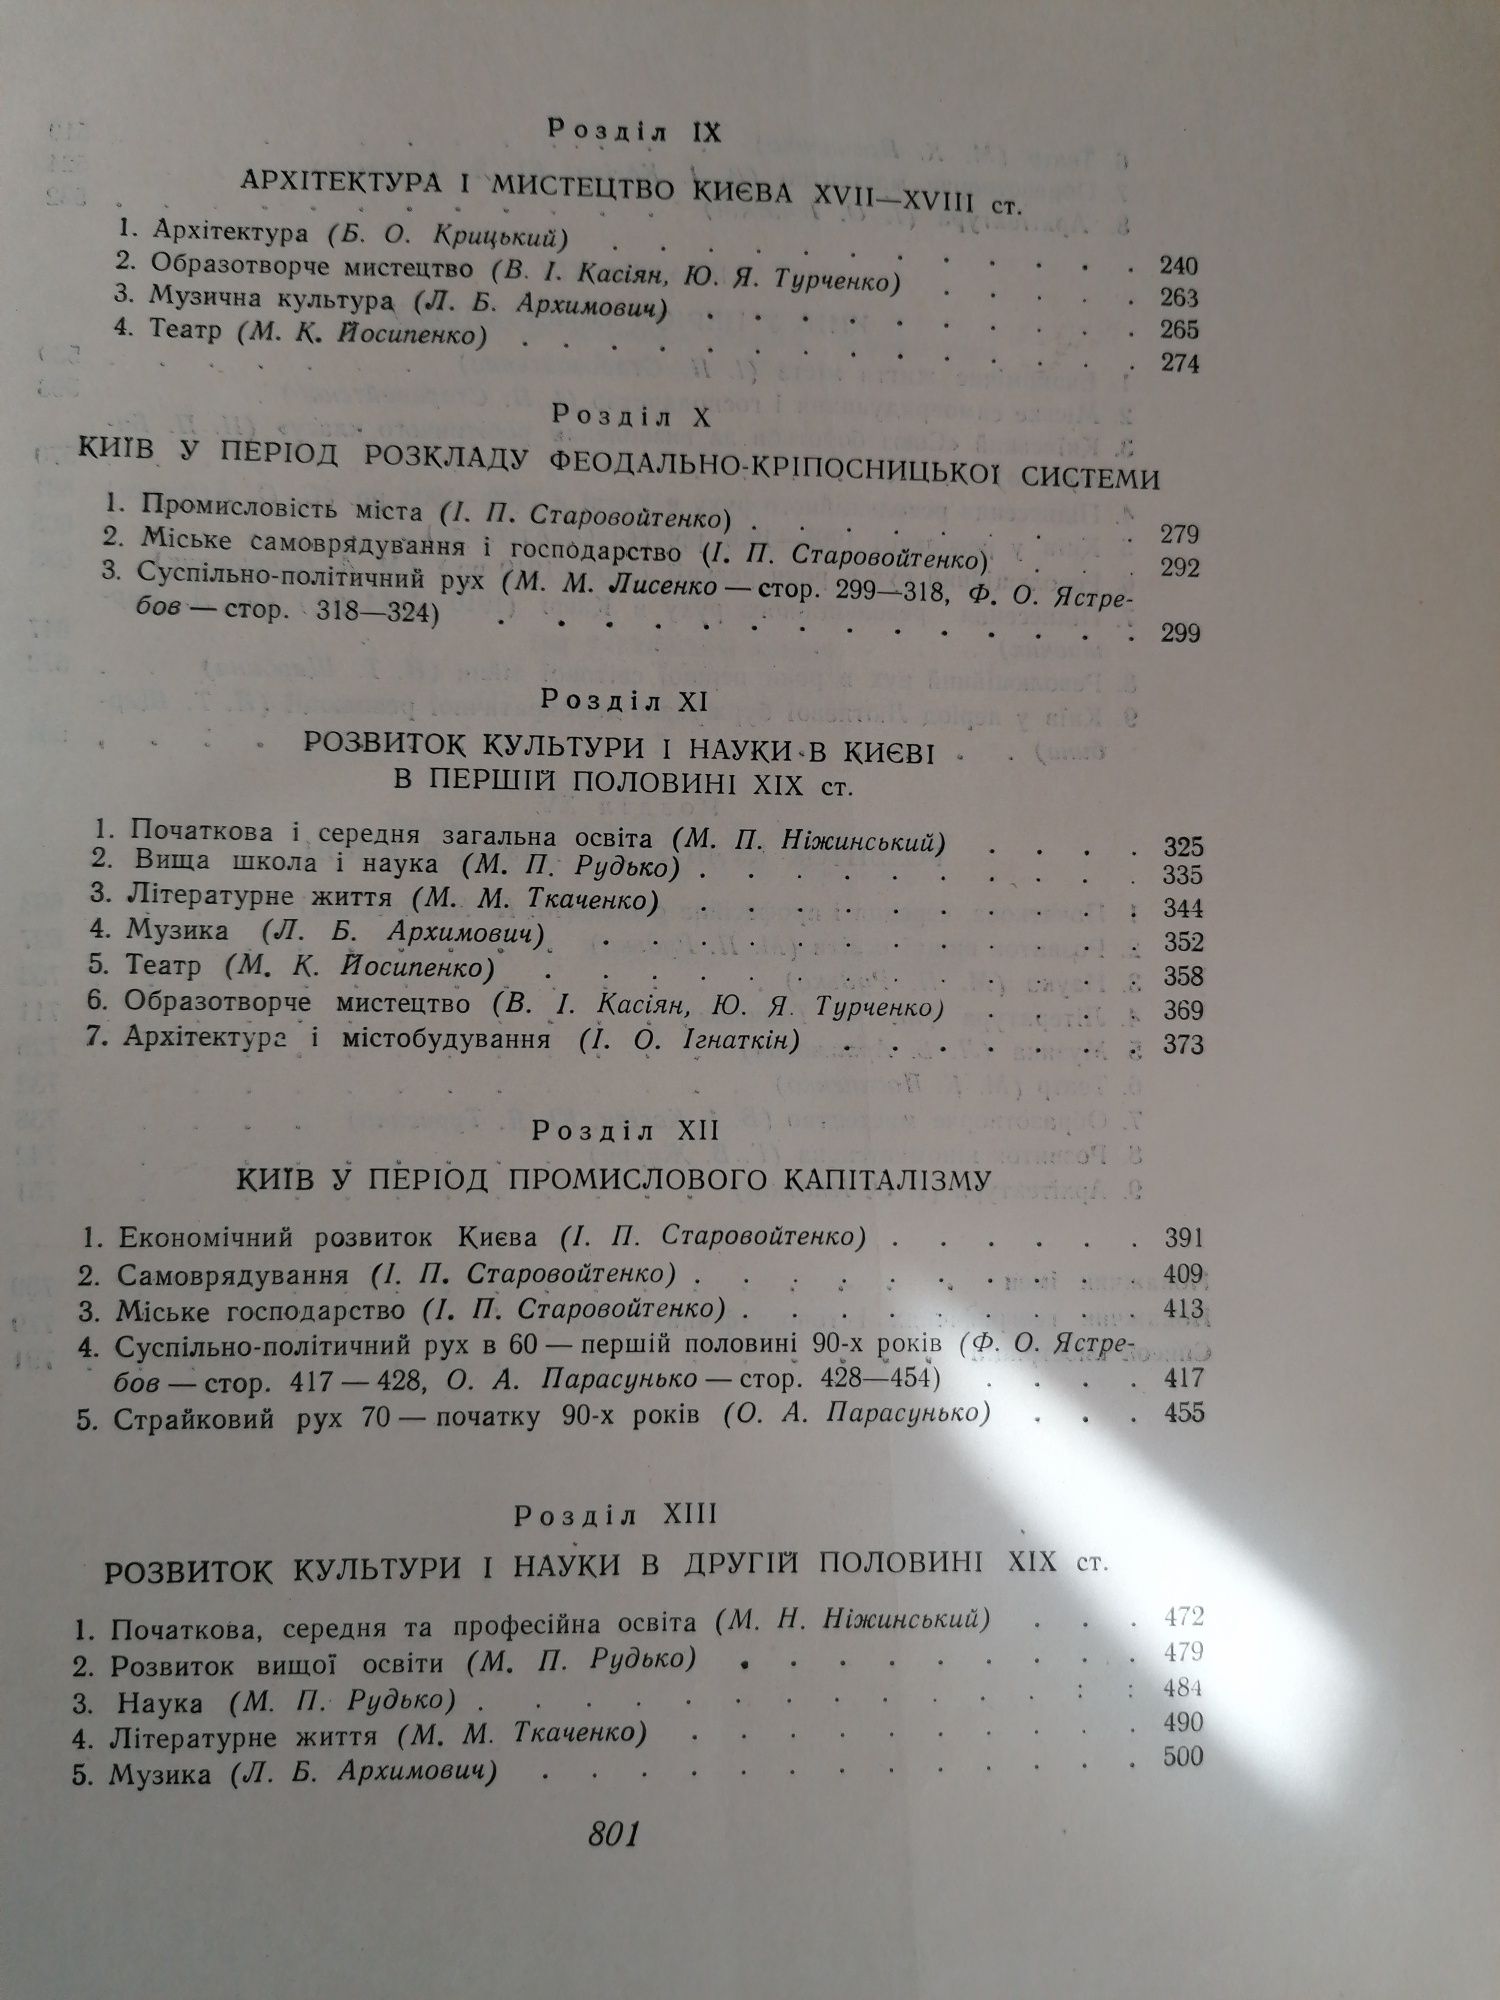 Розділ IX
АРХІТЕКТУРА І МИСТЕЦТВО КИЄВА XVII—XVIII ст.
1. Архітектура (Б. О. Крицький) . . . . . . . . . . . 240
2. Образотворче мистецтво (В. І. Касіян, Ю. Я. Турченко) . . . . . 263
3. Музична культура (Л. Б. Архимович) . . . . . . . . . . 265
4. Театр (М. К. Йосипенко) . . . . . . . . . . . . . . 274
Розділ X
КИЇВ У ПЕРІОД РОЗКЛАДУ ФЕОДАЛЬНО-КРІПОСНИЦЬКОЇ СИСТЕМИ
1. Промисловість міста (І. П. Старовойтенко) . . . . . . . . . 279
2. Міське самоврядування і господарство (І. П. Старовойтенко) . . . 292
3. Суспільно-політичний рух (М. М. Лисенко — стор. 299—318, Ф. О. Ястре-
бов — стор. 318—324) . . . . . . . . . . . . . . 299
Розділ XI
РОЗВИТОК КУЛЬТУРИ І НАУКИ В КИЄВІ
В ПЕРШІЙ ПОЛОВИНІ XIX ст.
1. Початкова і середня загальна освіта (М. П. Ніжинський) . . . . 325
2. Вища школа і наука (М. П. Рудько) . . . . . . . . . . 335
3. Літературне життя (М. М. Ткаченко) . . . . . . . . . . 344
4. Музика (Л. Б. Архимович) . . . . . . . . . . . . 352
5. Театр (М. К. Йосипенко) . . . . . . . . . . . . 358
6. Образотворче мистецтво (В. І. Касіян, Ю. Я. Турченко) . . . . 369
7. Архітектура і містобудування (І. О. Ігнаткін) . . . . . . . 373
Розділ XII
КИЇВ У ПЕРІОД ПРОМИСЛОВОГО КАПІТАЛІЗМУ
1. Економічний розвиток Києва (І. П. Старовойтенко) . . . . . . 391
2. Самоврядування (І. П. Старовойтенко) . . . . . . . . . . 409
3. Міське господарство (І. П. Старовойтенко) . . . . . . . . . 413
4. Суспільно-політичний рух в 60 — першій половині 90-х років (Ф. О. Ястре-
бов — стор. 417 — 428, О. А. Парасунько — стор. 428—454) . . . . 417
5. Страйковий рух 70 — початку 90-х років (О. А. Парасунько) . . . 455
Розділ XIII
РОЗВИТОК КУЛЬТУРИ І НАУКИ В ДРУГІЙ ПОЛОВИНІ XIX ст.
1. Початкова, середня та професійна освіта (М. Н. Ніжинський) . . . 472
2. Розвиток вищої освіти (М. П. Рудько) . . . . . . . . . 479
3. Наука (М. П. Рудько) . . . . . . . . . . . . . . 484
4. Літературне життя (М. М. Ткаченко) . . . . . . . . . . 490
5. Музика (Л. Б. Архимович) . . . . . . . . . . . . . 500
801